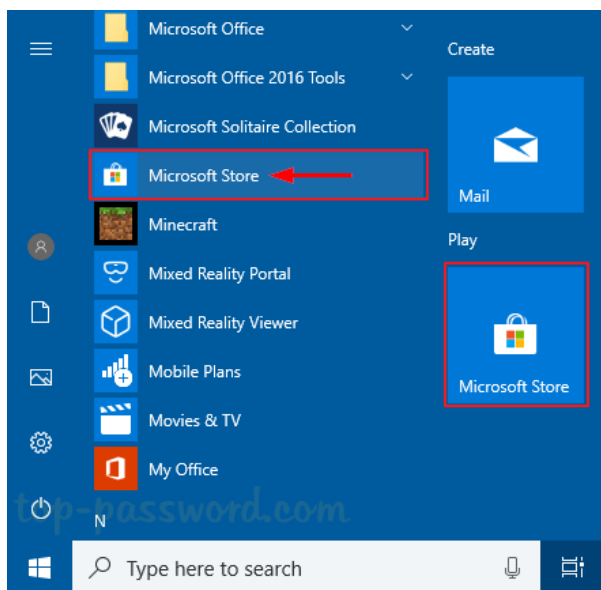 Microsoft Office
Microsoft Office 2016 Tools
Microsoft Solitaire Collection
Microsoft Store
Minecraft
Mixed Reality Portal
Mixed Reality Viewer
Mobile Plans
Movies & TV
My Office
N
Create
Mail
Play
Microsoft Store
top-password.com
Type here to search